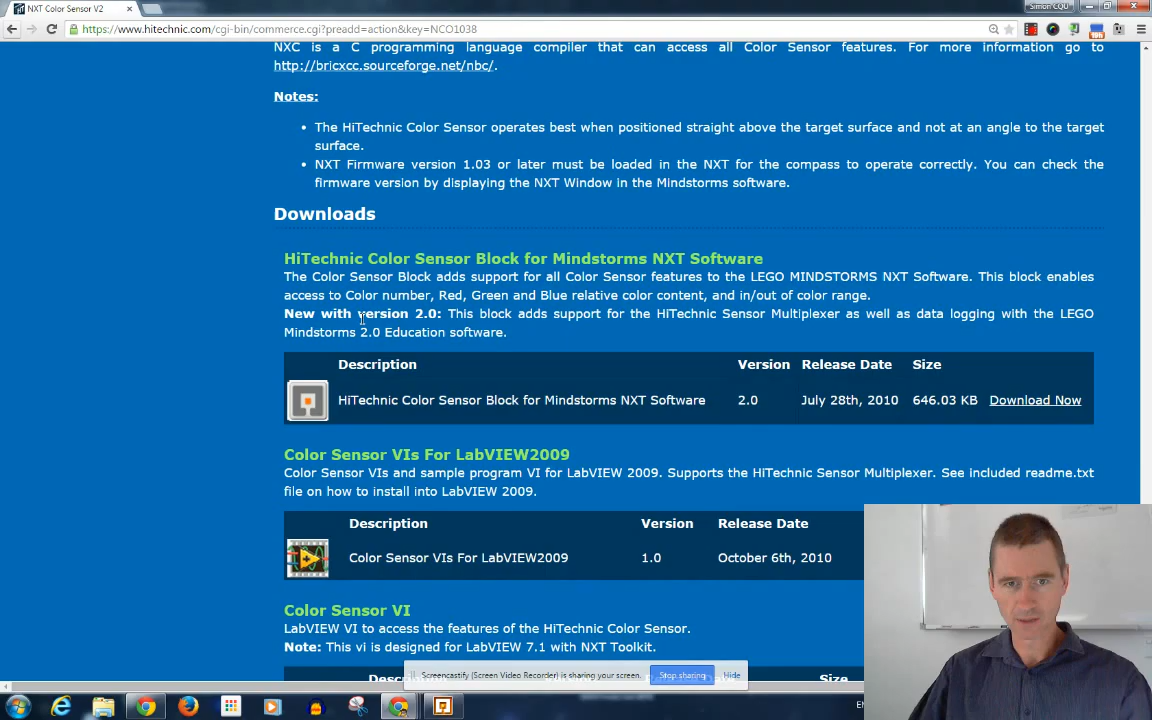 NXT Color Sensor V2
Simon CQU
https://www.hitechnic.com/cgi-bin/commerce.cgi?preadd=action&key=NCO1038
NXC is a C programming language compiler that can access all Color Sensor features. For more information go to
http://bricxcc.sourceforge.net/nbc/.
Notes:
• The HiTechnic Color Sensor operates best when positioned straight above the target surface and not at an angle to the target
surface.
• NXT Firmware version 1.03 or later must be loaded in the NXT for the compass to operate correctly. You can check the
firmware version by displaying the NXT Window in the Mindstorms software.
Downloads
HiTechnic Color Sensor Block for Mindstorms NXT Software
The Color Sensor Block adds support for all Color Sensor features to the LEGO MINDSTORMS NXT Software. This block enables
access to Color number, Red, Green and Blue relative color content, and in/out of color range.
New with version 2.0: This block adds support for the HiTechnic Sensor Multiplexer as well as data logging with the LEGO
Mindstorms 2.0 Education software.
Description Version Release Date Size
HiTechnic Color Sensor Block for Mindstorms NXT Software 2.0 July 28th, 2010 646.03 KB Download Now
Color Sensor VIs For LabVIEW2009
Color Sensor VIs and sample program VI for LabVIEW 2009. Supports the HiTechnic Sensor Multiplexer. See included readme.txt
file on how to install into LabVIEW 2009.
Description Version Release Date
Color Sensor VIs For LabVIEW2009 1.0 October 6th, 2010
Color Sensor VI
LabVIEW VI to access the features of the HiTechnic Color Sensor.
Note: This vi is designed for LabVIEW 7.1 with NXT Toolkit.
Screencastify (Screen Video Recorder) is sharing your screen. Stop sharing Hide